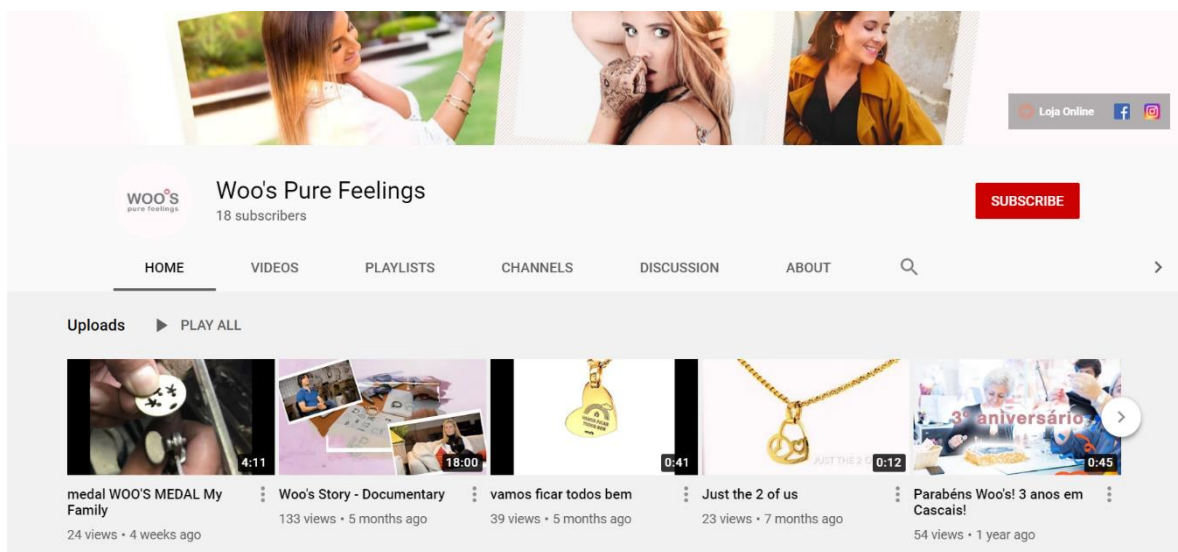 Loja Online
WOO'S
pure feelings
Woo's Pure Feelings
18 subscribers
SUBSCRIBE
HOME VIDEOS PLAYLISTS CHANNELS DISCUSSION ABOUT
Uploads PLAY ALL
4:11
18:00
VAMOS FICAR
TODOS BEM
0:41
JUST THE 2
0:12
3º aniversário
0:45
medal WOO'S MEDAL My
Family
24 views • 4 weeks ago
Woo's Story - Documentary
133 views • 5 months ago
vamos ficar todos bem
39 views • 5 months ago
Just the 2 of us
23 views • 7 months ago
Parabéns Woo's! 3 anos em
Cascais!
54 views • 1 year ago